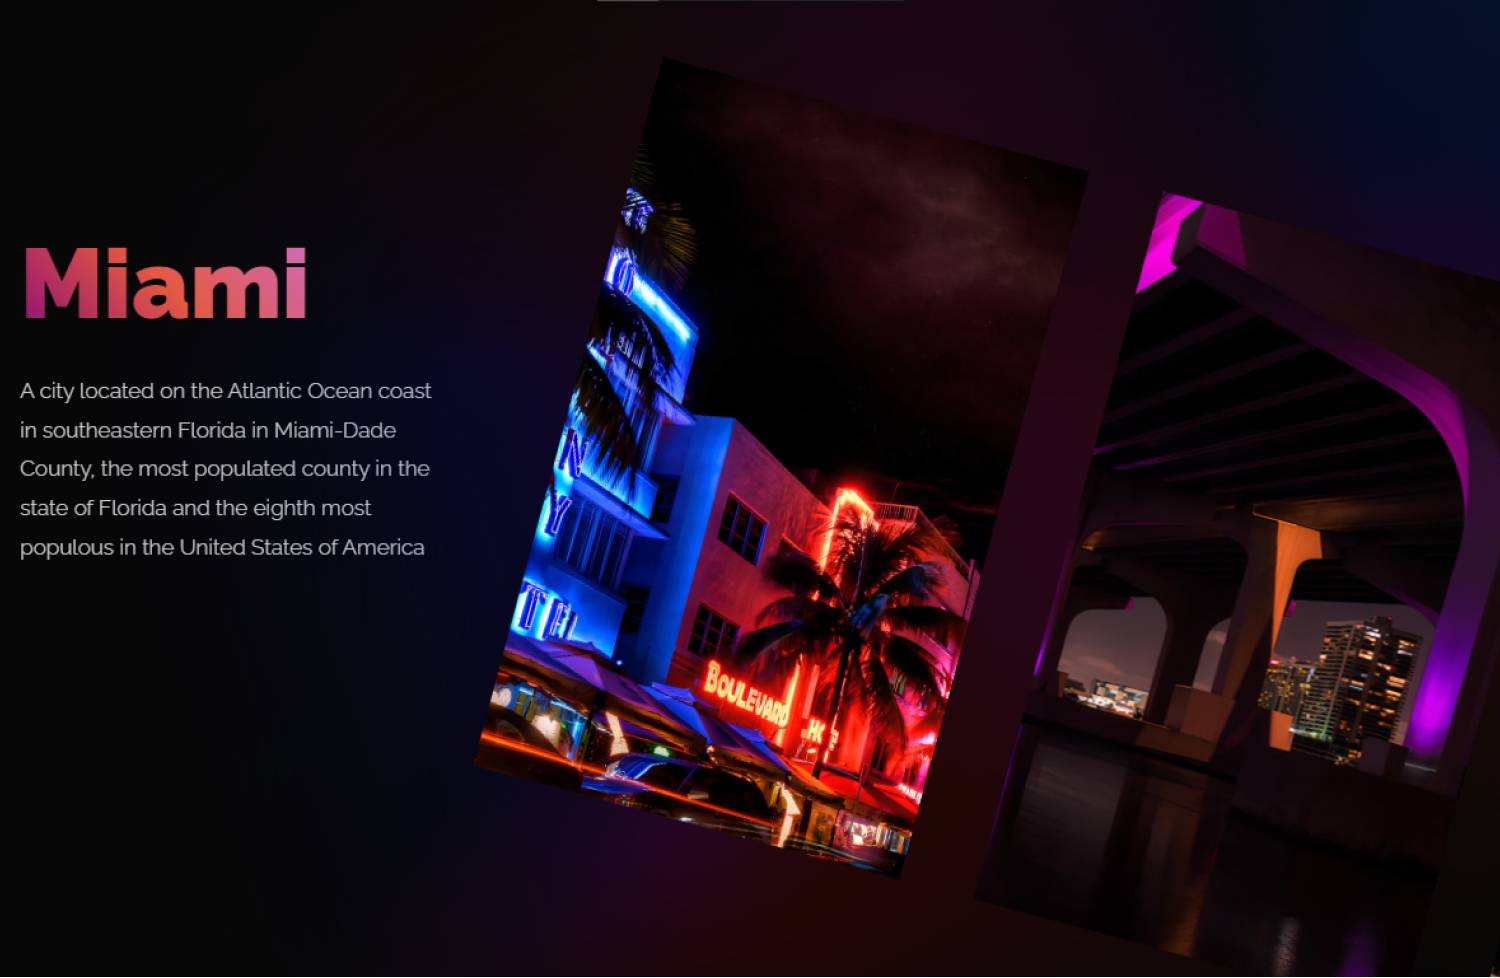 Miami
A city located on the Atlantic Ocean coast
in southeastern Florida in Miami-Dade
County, the most populated county in the
state of Florida and the eighth most
populous in the United States of America
BOULEVARD